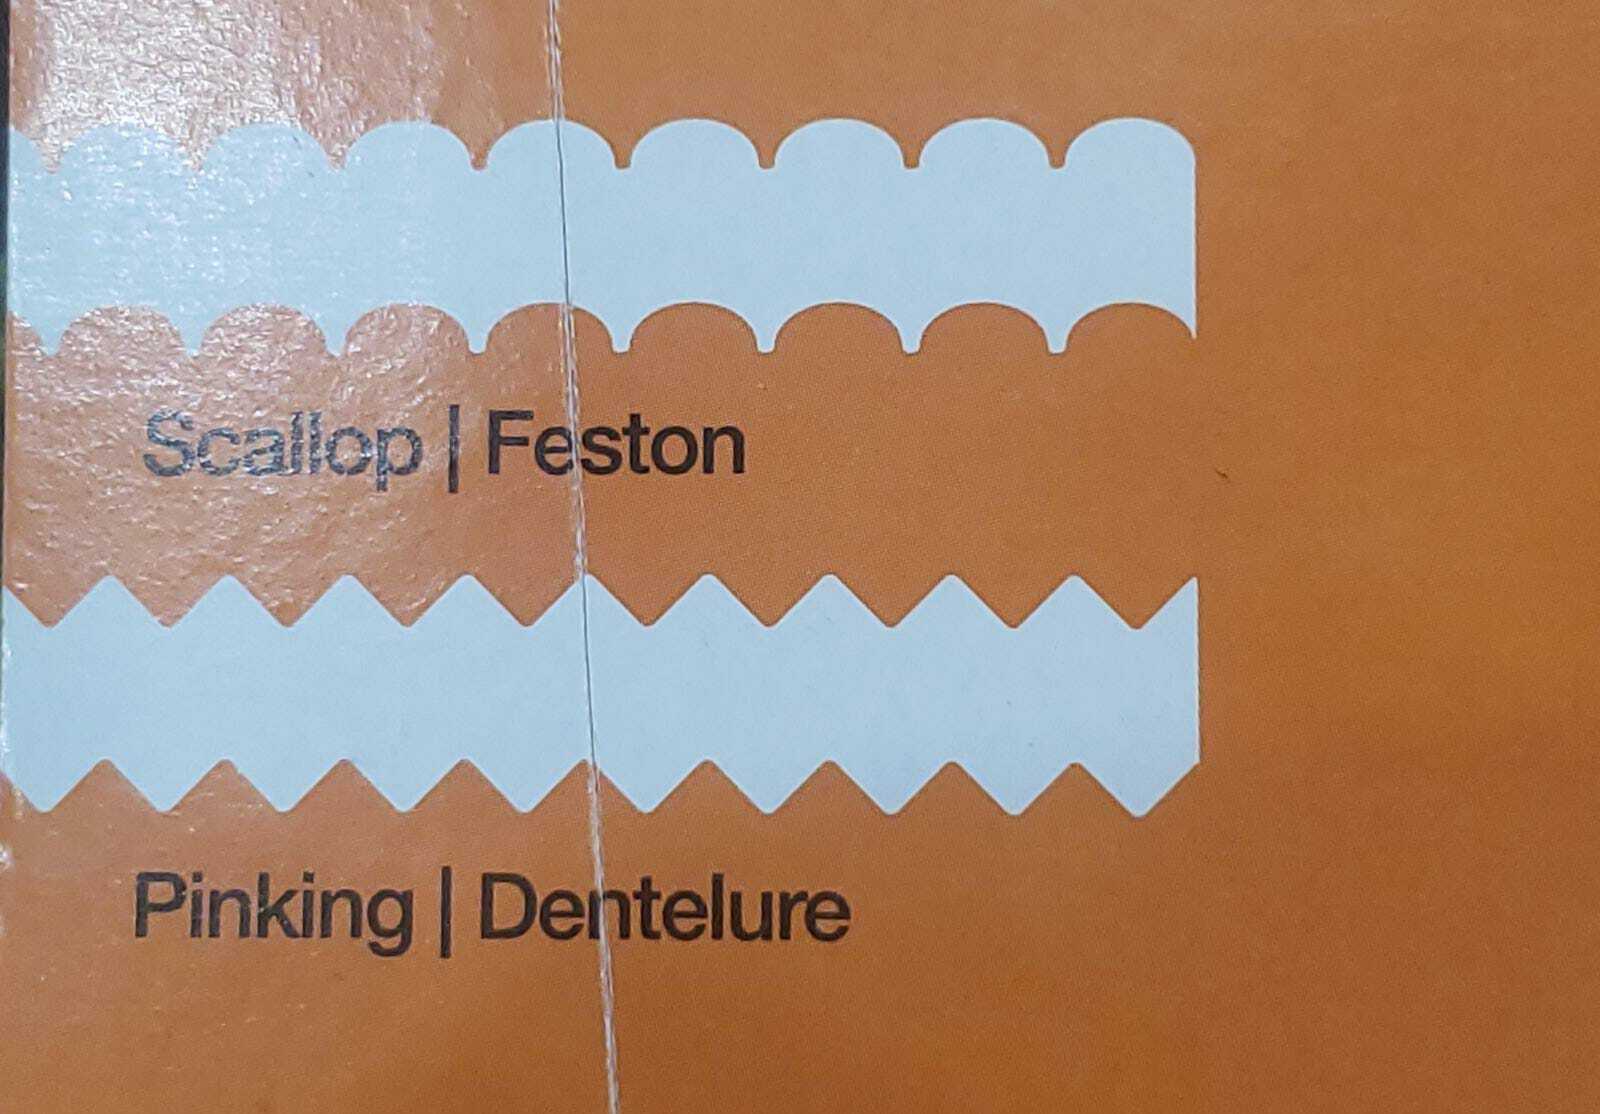 Scallop | Feston
Pinking | Dentelure